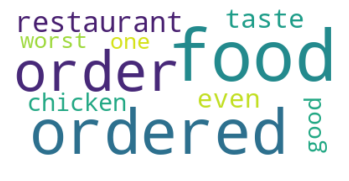 restaurant taste
worst one food
order
chicken even
ordered good